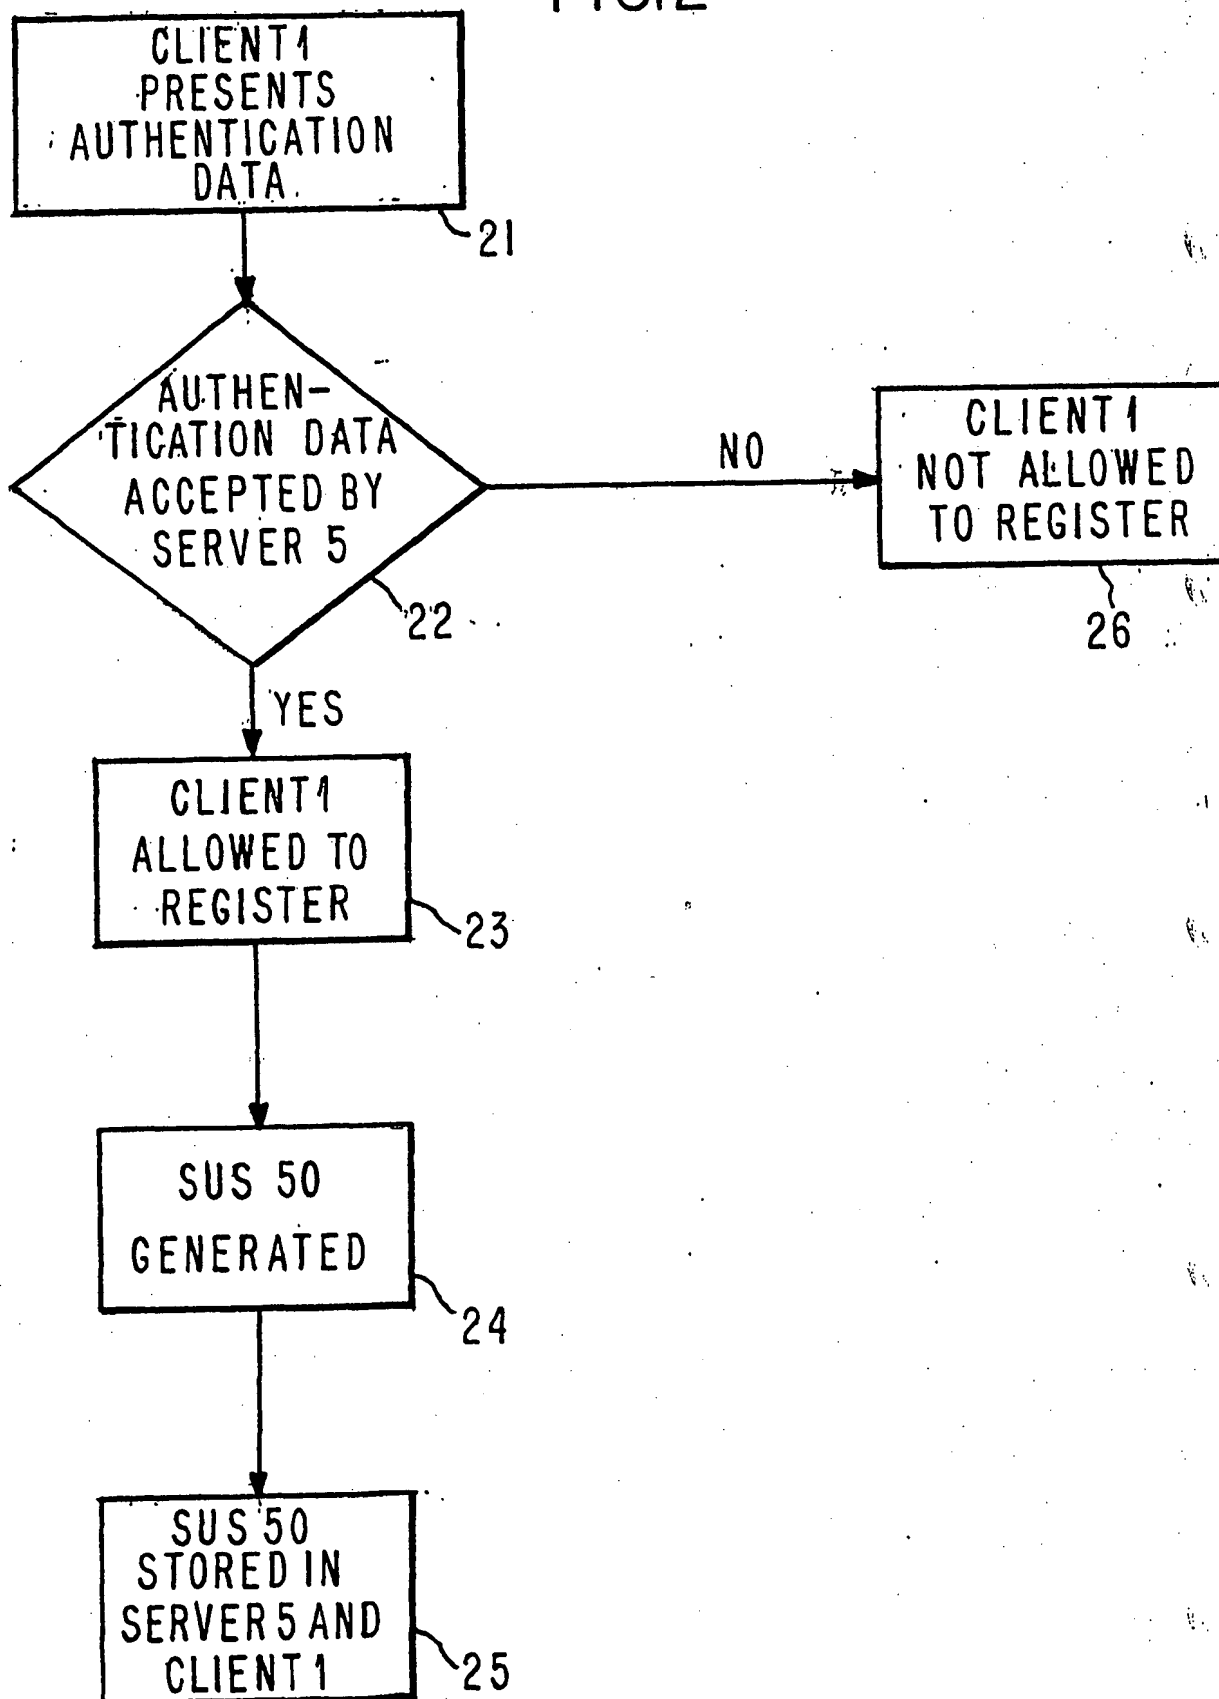 FIG.2
CLIENT 1
PRESENTS
AUTHENTICATION
DATA
21
AUTHEN-
TICATION DATA
ACCEPTED BY
SERVER 5
22
NO
CLIENT 1
NOT ALLOWED
TO REGISTER
26
YES
CLIENT 1
ALLOWED TO
REGISTER
23
SUS 50
GENERATED
24
SUS 50
STORED IN
SERVER 5 AND
CLIENT 1
25